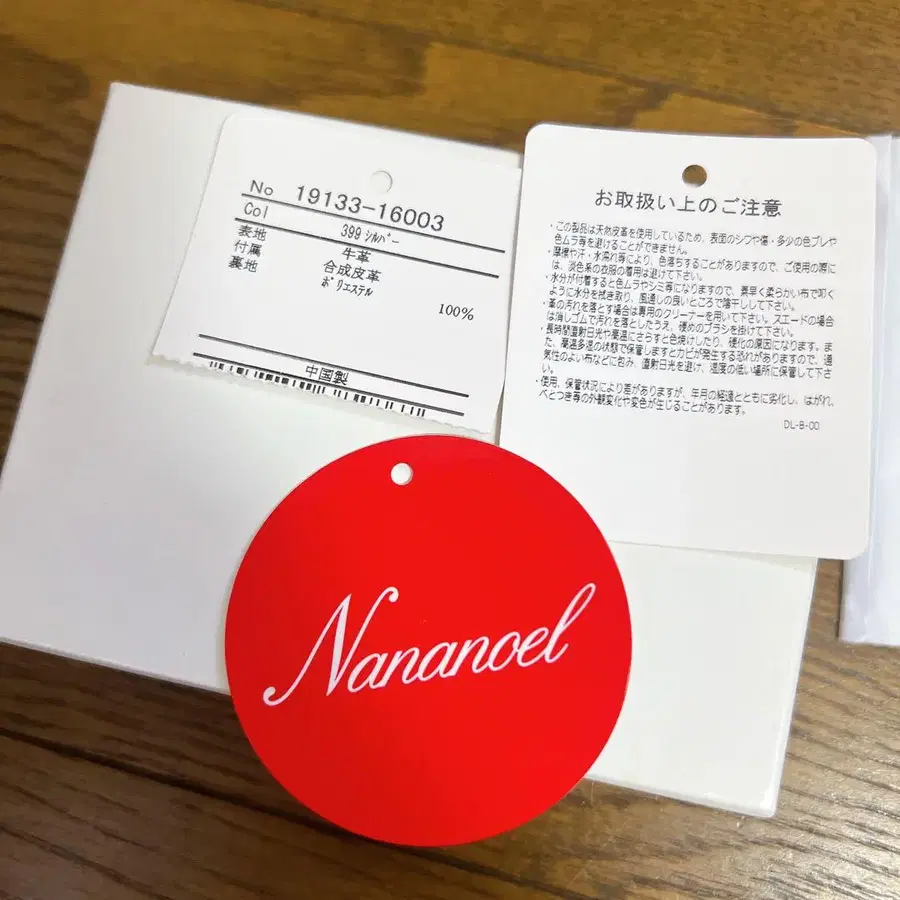 No 19133-16003
Col 399 ｼﾙﾊﾞｰ
表地 牛革
付属 合成皮革
裏地 ﾎﾟﾘｴｽﾃﾙ
100%
中国製
お取扱い上のご注意
・この製品は天然皮革を使用しているため、表面のシワや傷・多少の色ブレや
色ムラ等を避けることができません。
・摩擦や汗・水濡れ等により、色落ちすることがありますので、ご使用の際に
は、淡色系の衣服の着用は避けて下さい。
・水分が付着すると色ムラやシミ等になりますので、素早く柔らかい布で叩く
ように水分を拭き取り、風通しの良いところで陰干しして下さい。
・革の汚れを落とす場合は専用のクリーナーを用いて下さい。スエードの場合
は消しゴムで汚れを落としたうえ、硬めのブラシを掛けて下さい。
・長時間直射日光や高温にさらすと色焼けしたり、硬化の原因になります。ま
た、高温多湿の状態で保管しますとカビが発生する恐れがありますので、通
気性のよい布などに包み、直射日光を避け、湿度の低い場所に保管して下さ
い。
・使用、保管状況により差がありますが、年月の経過とともに劣化し、はがれ、
べとつき等の外観変化や変色が生じることがあります。
DL-B-00
Nananoel